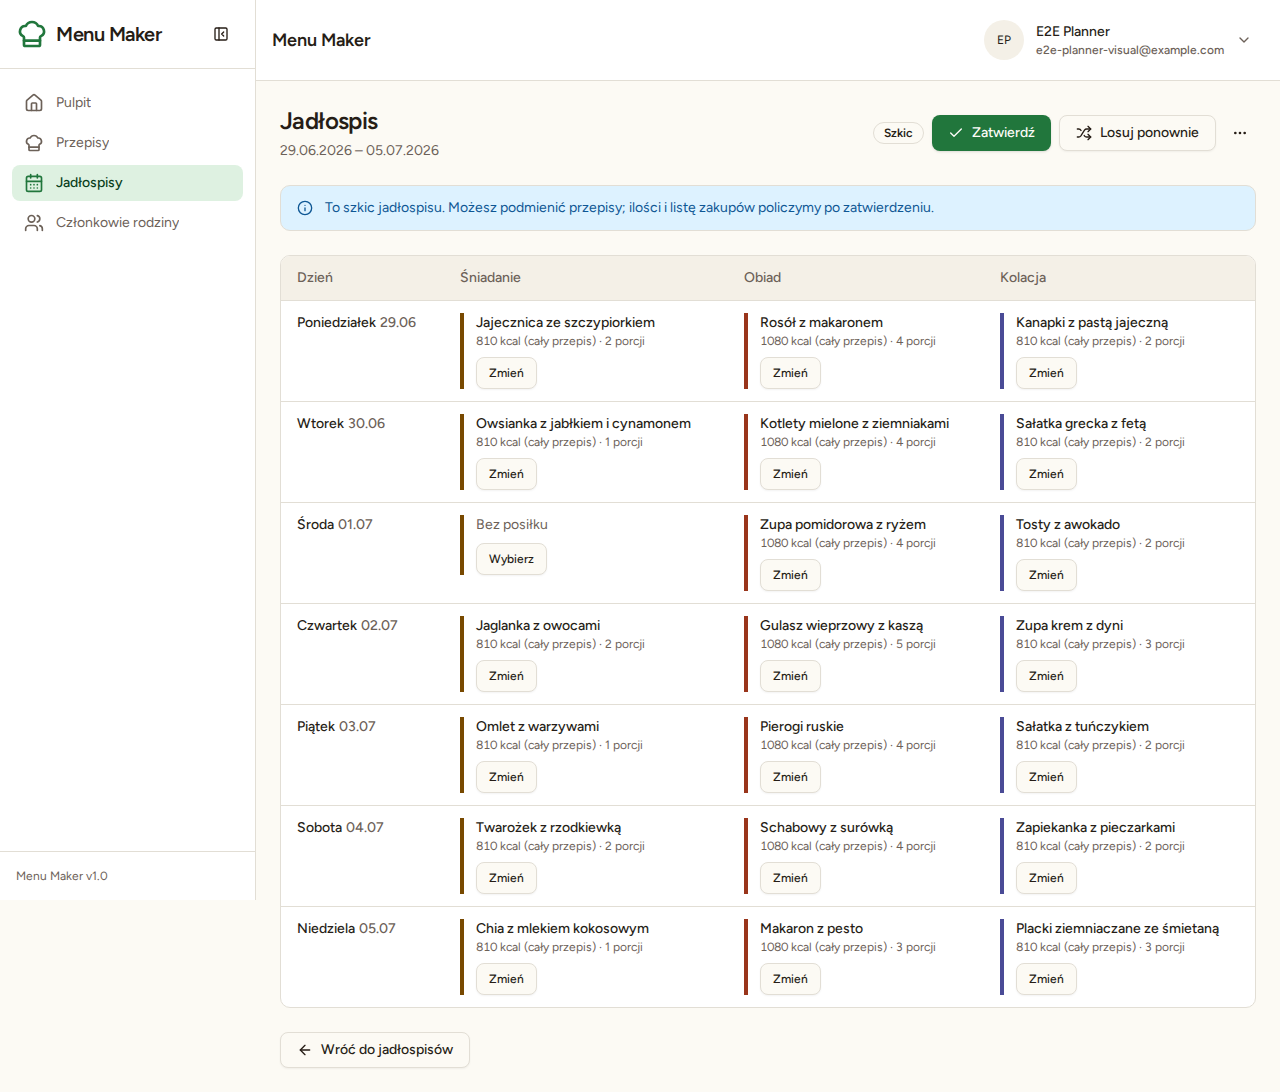 Menu Maker
Menu Maker
EP
E2E Planner
e2e-planner-visual@example.com
Pulpit
Przepisy
Jadłospisy
Członkowie rodziny
Jadłospis
29.06.2026 – 05.07.2026
Szkic
Zatwierdź
Losuj ponownie
To szkic jadłospisu. Możesz podmienić przepisy; ilości i listę zakupów policzymy po zatwierdzeniu.
Dzień Śniadanie Obiad Kolacja
Poniedziałek 29.06
Jajecznica ze szczypiorkiem
810 kcal (cały przepis) · 2 porcji
Zmień
Rosół z makaronem
1080 kcal (cały przepis) · 4 porcji
Zmień
Kanapki z pastą jajeczną
810 kcal (cały przepis) · 2 porcji
Zmień
Wtorek 30.06
Owsianka z jabłkiem i cynamonem
810 kcal (cały przepis) · 1 porcji
Zmień
Kotlety mielone z ziemniakami
1080 kcal (cały przepis) · 4 porcji
Zmień
Sałatka grecka z fetą
810 kcal (cały przepis) · 2 porcji
Zmień
Środa 01.07
Bez posiłku
Wybierz
Zupa pomidorowa z ryżem
1080 kcal (cały przepis) · 4 porcji
Zmień
Tosty z awokado
810 kcal (cały przepis) · 2 porcji
Zmień
Czwartek 02.07
Jaglanka z owocami
810 kcal (cały przepis) · 2 porcji
Zmień
Gulasz wieprzowy z kaszą
1080 kcal (cały przepis) · 5 porcji
Zmień
Zupa krem z dyni
810 kcal (cały przepis) · 3 porcji
Zmień
Piątek 03.07
Omlet z warzywami
810 kcal (cały przepis) · 1 porcji
Zmień
Pierogi ruskie
1080 kcal (cały przepis) · 4 porcji
Zmień
Sałatka z tuńczykiem
810 kcal (cały przepis) · 2 porcji
Zmień
Sobota 04.07
Twarożek z rzodkiewką
810 kcal (cały przepis) · 2 porcji
Zmień
Schabowy z surówką
1080 kcal (cały przepis) · 4 porcji
Zmień
Zapiekanka z pieczarkami
810 kcal (cały przepis) · 2 porcji
Zmień
Niedziela 05.07
Chia z mlekiem kokosowym
810 kcal (cały przepis) · 1 porcji
Zmień
Makaron z pesto
1080 kcal (cały przepis) · 3 porcji
Zmień
Placki ziemniaczane ze śmietaną
810 kcal (cały przepis) · 3 porcji
Zmień
Menu Maker v1.0
Wróć do jadłospisów